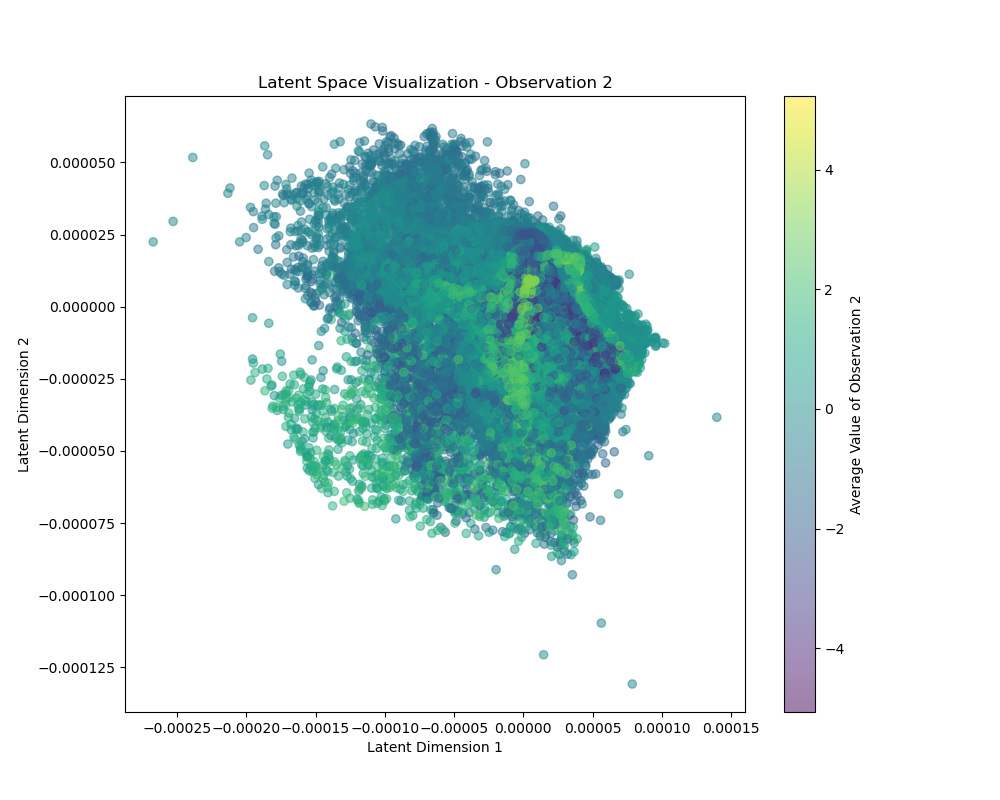 Latent Space Visualization - Observation 2
0.000050
0.000025
0.000000
−0.000025
−0.000050
−0.000075
−0.000100
−0.000125
Latent Dimension 2
−0.00025 −0.00020 −0.00015 −0.00010 −0.00005 0.00000 0.00005 0.00010 0.00015
Latent Dimension 1
4
2
0
−2
−4
Average Value of Observation 2